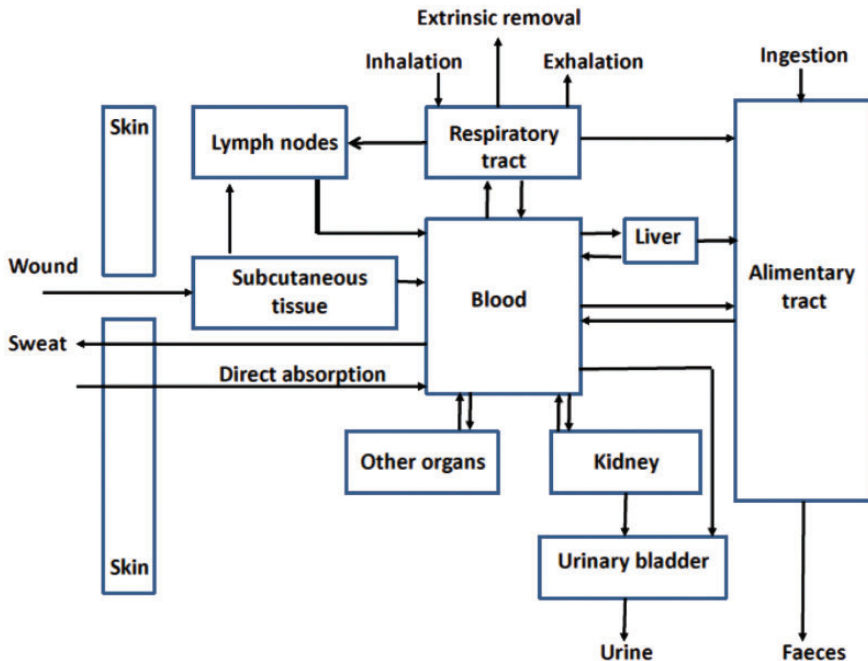 Extrinsic removal
Inhalation
Exhalation
Ingestion
Skin
Lymph nodes
Respiratory
tract
Wound
Subcutaneous
tissue
Blood
Liver
Alimentary
tract
Sweat
Direct absorption
Other organs
Kidney
Skin
Urinary bladder
Urine
Faeces